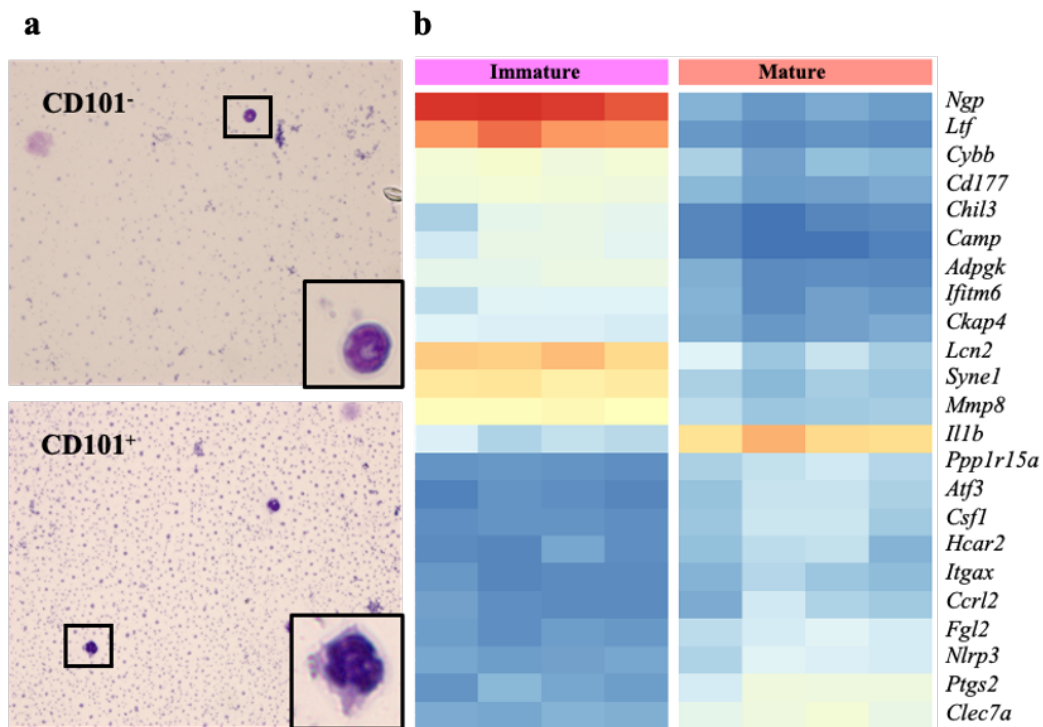 a
b
CD101-
CD101+
Immature Mature
Ngp
Ltf
Cybb
Cd177
Chil3
Camp
Adpgk
Ifitm6
Ckap4
Lcn2
Syne1
Mmp8
Il1b
Ppp1r15a
Atf3
Csf1
Hcar2
Itgax
Ccrl2
Fgl2
Nlrp3
Ptgs2
Clec7a